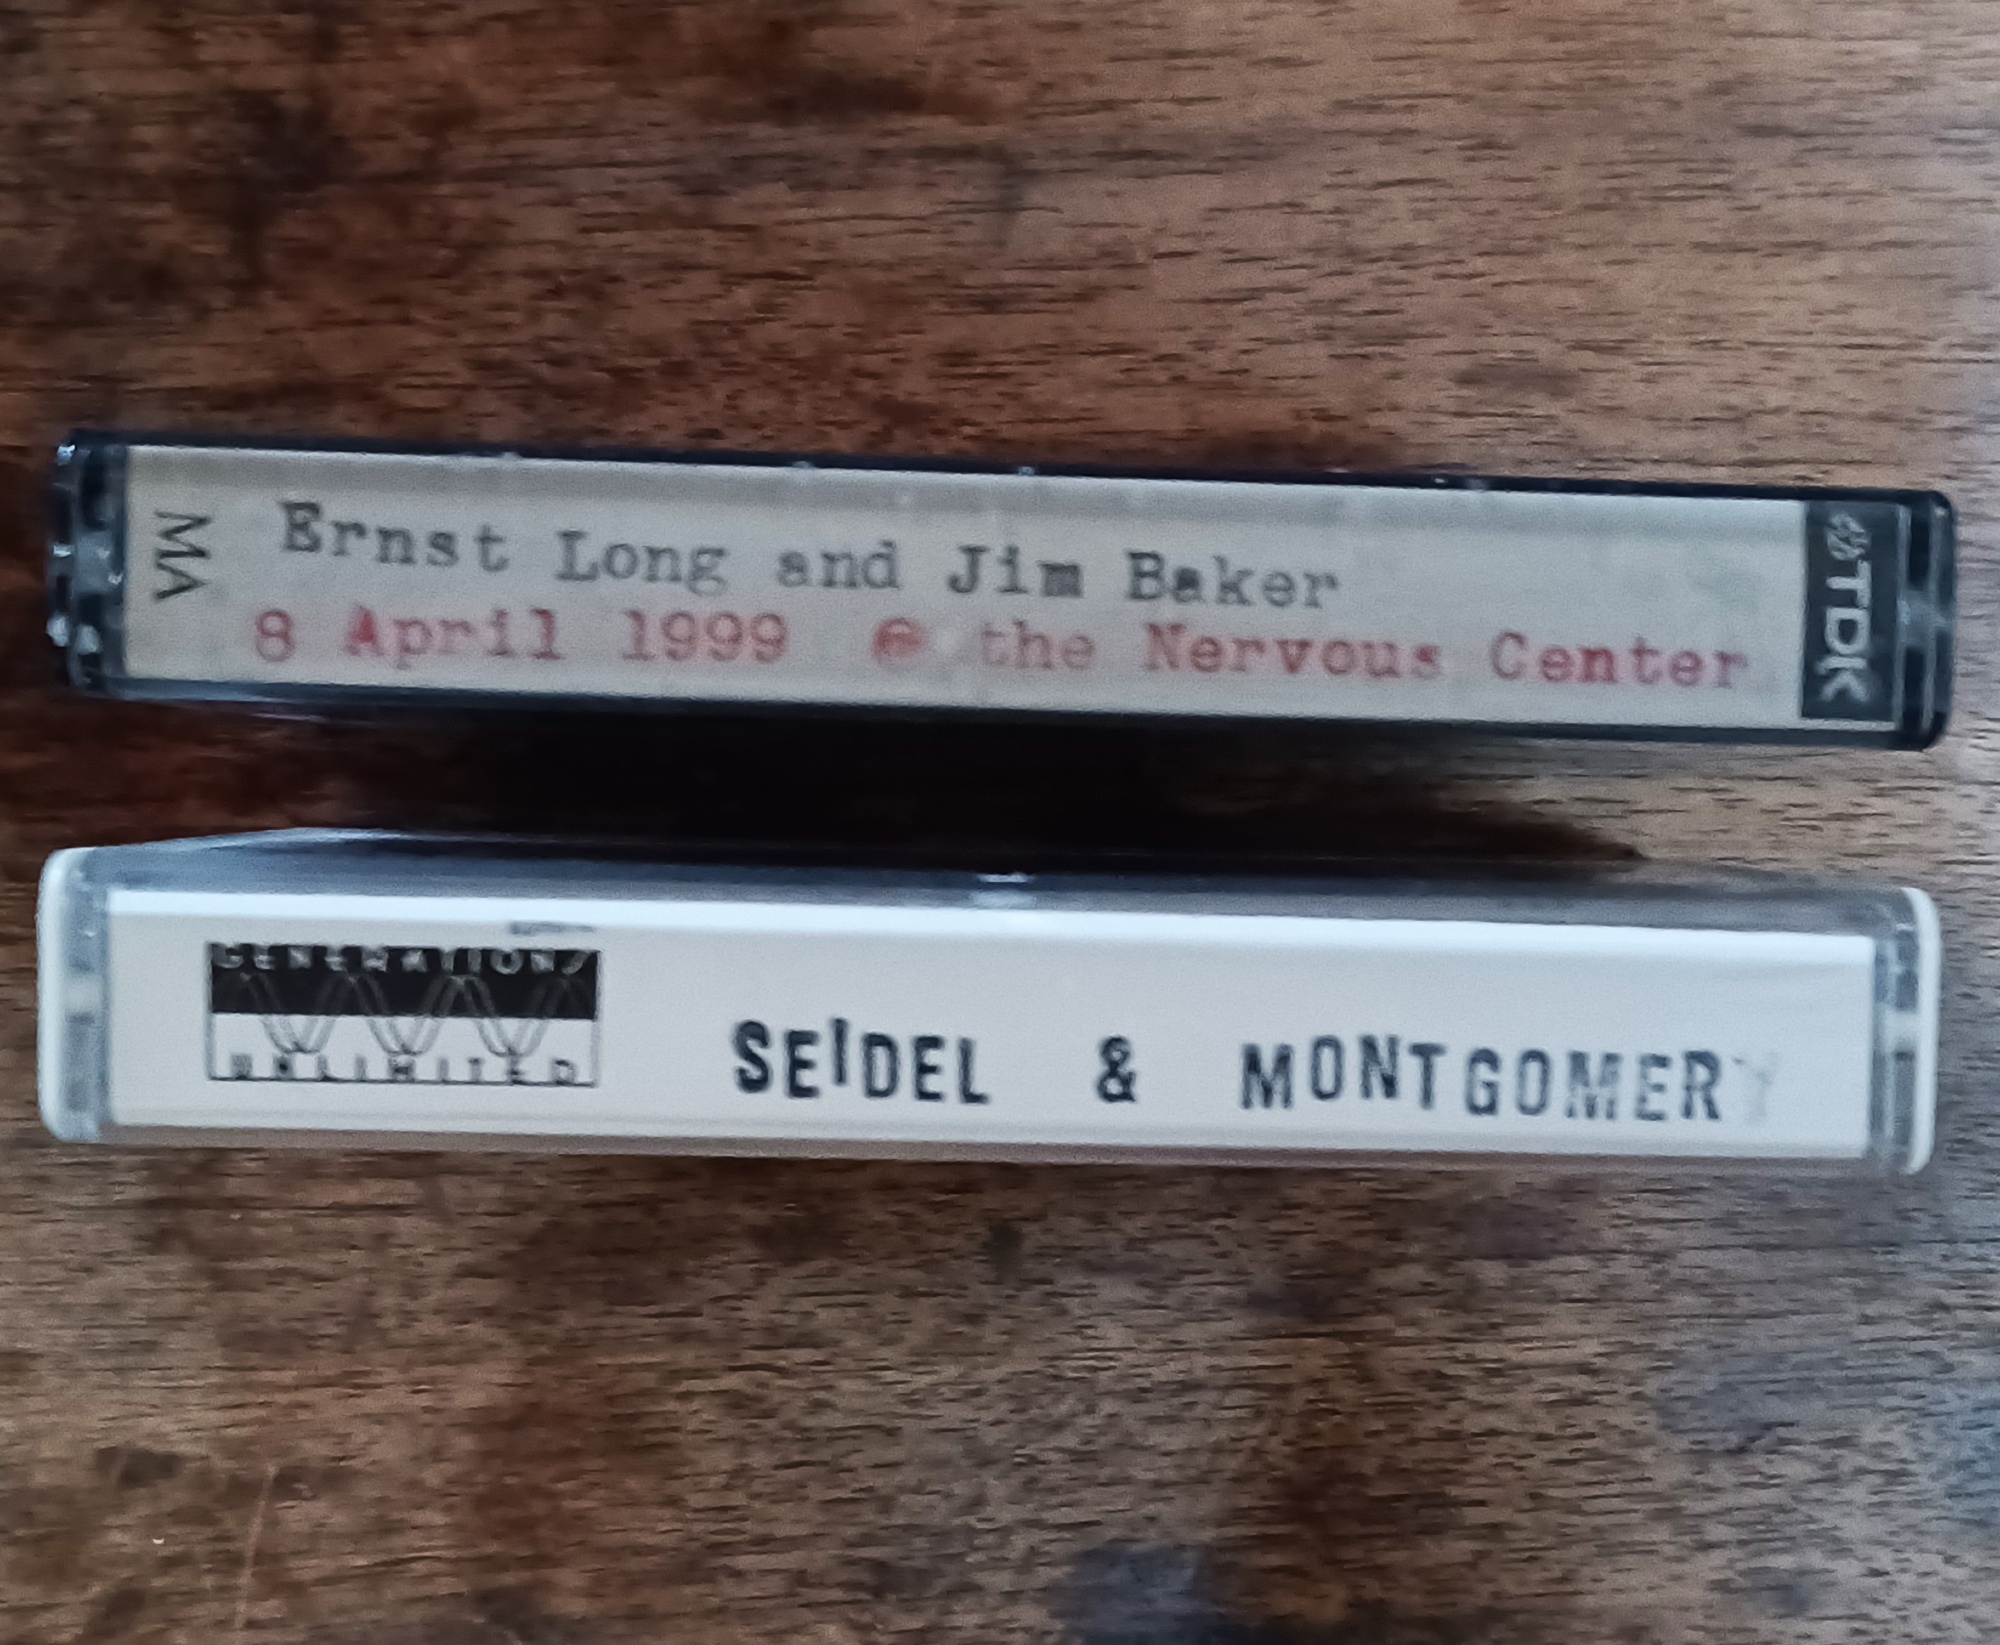 MA
Ernst Long and Jim Baker
8 April 1999 @ the Nervous Center
TDK
GENERATIONS
UNLIMITED
SEIDEL & MONTGOMERY